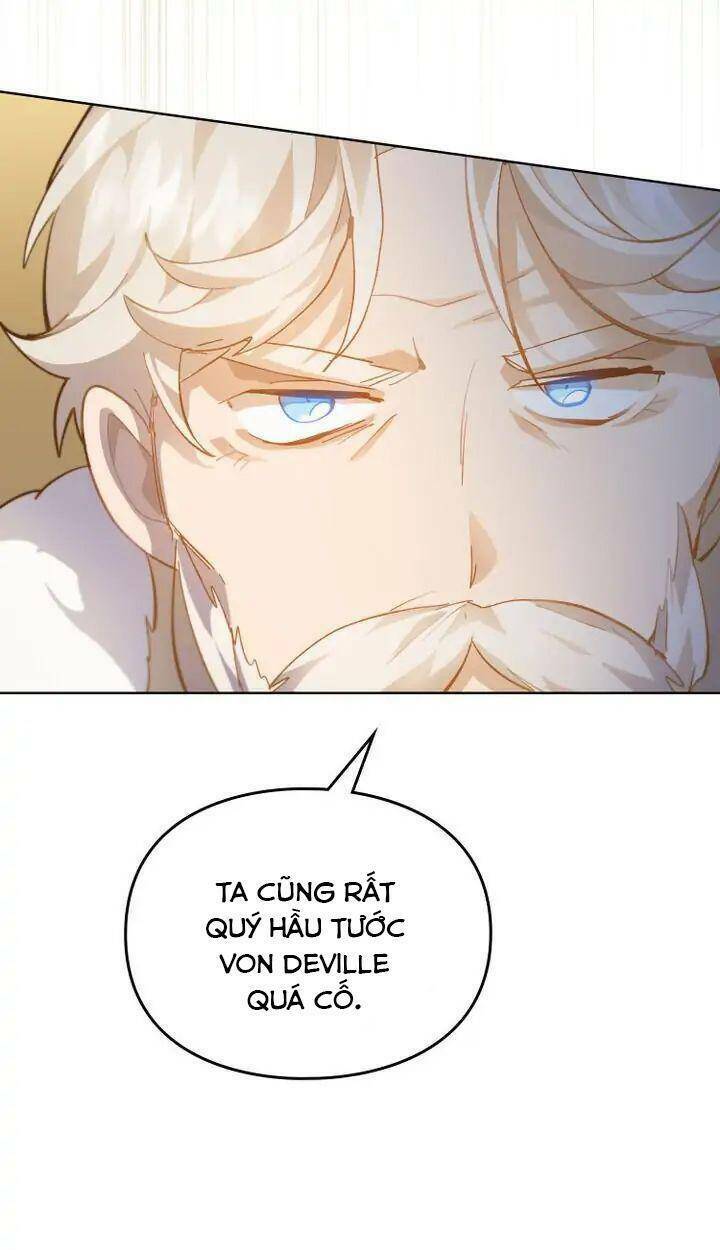 TA CŨNG RẤT
QUÝ HẦU TƯỚC
VON DEVILLE
QUÁ CỐ.